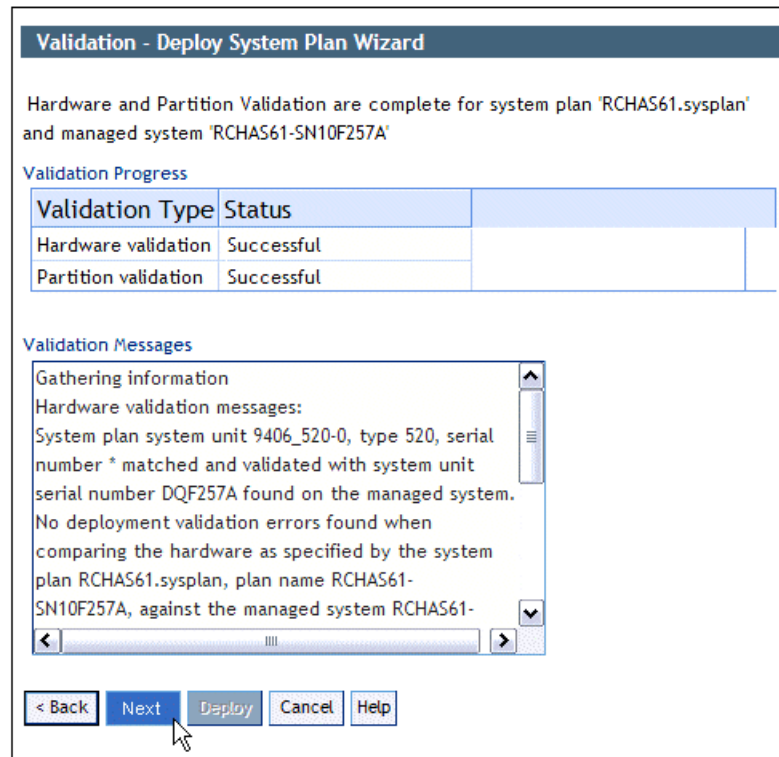 Validation - Deploy System Plan Wizard
Hardware and Partition Validation are complete for system plan 'RCHAS61.sysplan'
and managed system 'RCHAS61-SN10F257A'
Validation Progress
Validation Type Status
Hardware validation Successful
Partition validation Successful
Validation Messages
Gathering information
Hardware validation messages:
System plan system unit 9406_520-0, type 520, serial
number * matched and validated with system unit
serial number DQF257A found on the managed system.
No deployment validation errors found when
comparing the hardware as specified by the system
plan RCHAS61.sysplan, plan name RCHAS61-
SN10F257A, against the managed system RCHAS61-
< Back Next Deploy Cancel Help